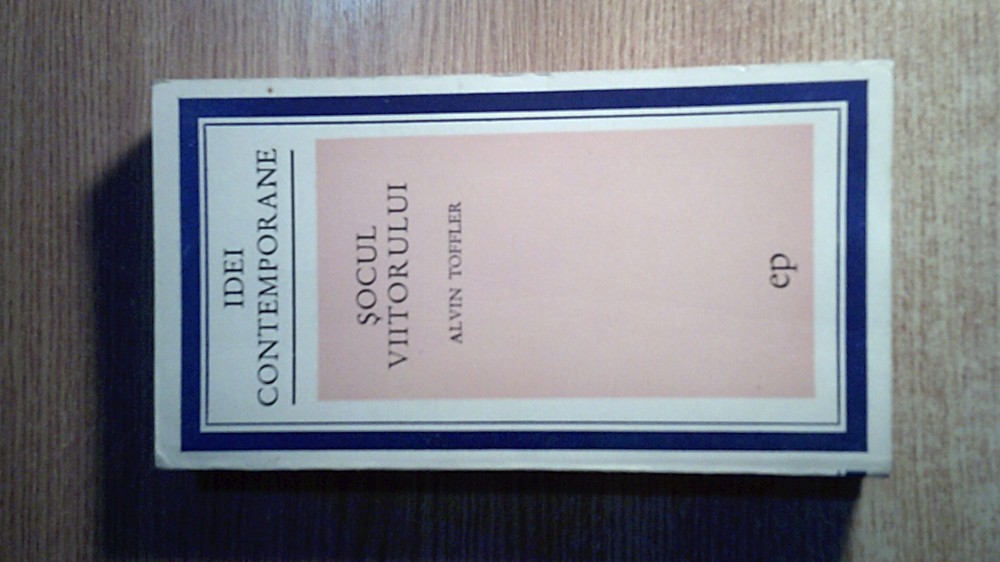 IDEI
CONTEMPORANE
ŞOCUL
VIITORULUI
ALVIN TOFFLER
ep